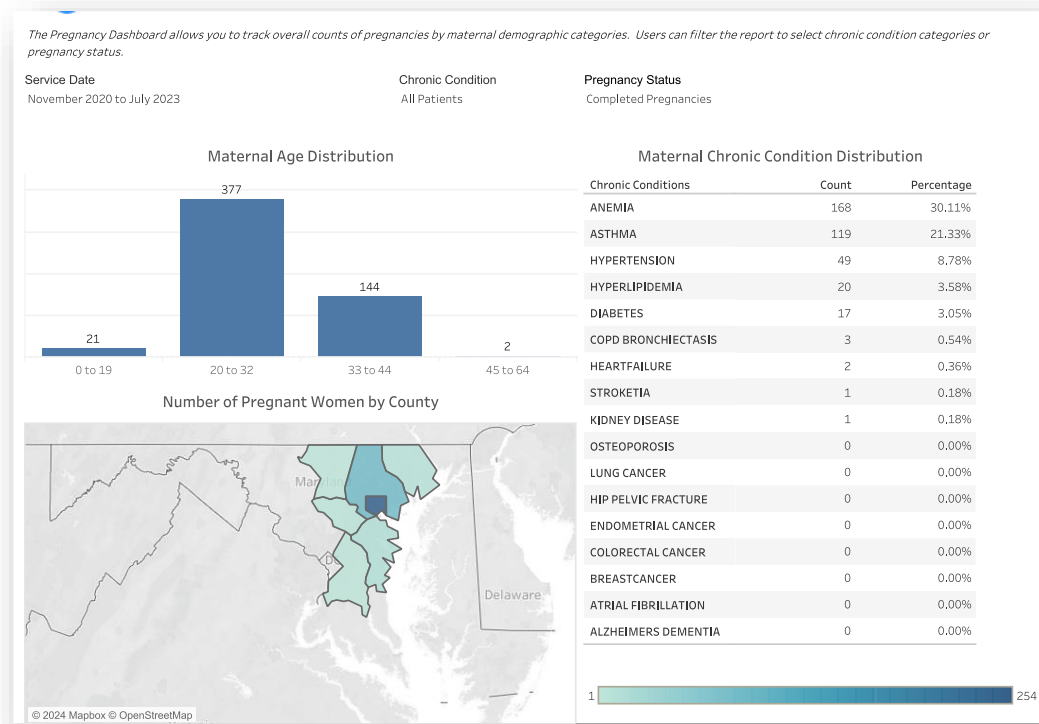 The Pregnancy Dashboard allows you to track overall counts of pregnancies by maternal demographic categories. Users can filter the report to select chronic condition categories or
pregnancy status.
Service Date
November 2020 to July 2023
Chronic Condition
All Patients
Pregnancy Status
Completed Pregnancies
Maternal Age Distribution
377
144
21
2
0 to 19
20 to 32
33 to 44
45 to 64
Number of Pregnant Women by County
Maryland
D
Delaware
© 2024 Mapbox © OpenStreetMap
Maternal Chronic Condition Distribution
Chronic Conditions Count Percentage
ANEMIA 168 30.11%
ASTHMA 119 21.33%
HYPERTENSION 49 8.78%
HYPERLIPIDEMIA 20 3.58%
DIABETES 17 3.05%
COPD BRONCHIECTASIS 3 0.54%
HEARTFAILURE 2 0.36%
STROKETIA 1 0.18%
KIDNEY DISEASE 1 0.18%
OSTEOPOROSIS 0 0.00%
LUNG CANCER 0 0.00%
HIP PELVIC FRACTURE 0 0.00%
ENDOMETRIAL CANCER 0 0.00%
COLORECTAL CANCER 0 0.00%
BREASTCANCER 0 0.00%
ATRIAL FIBRILLATION 0 0.00%
ALZHEIMERS DEMENTIA 0 0.00%
1 254